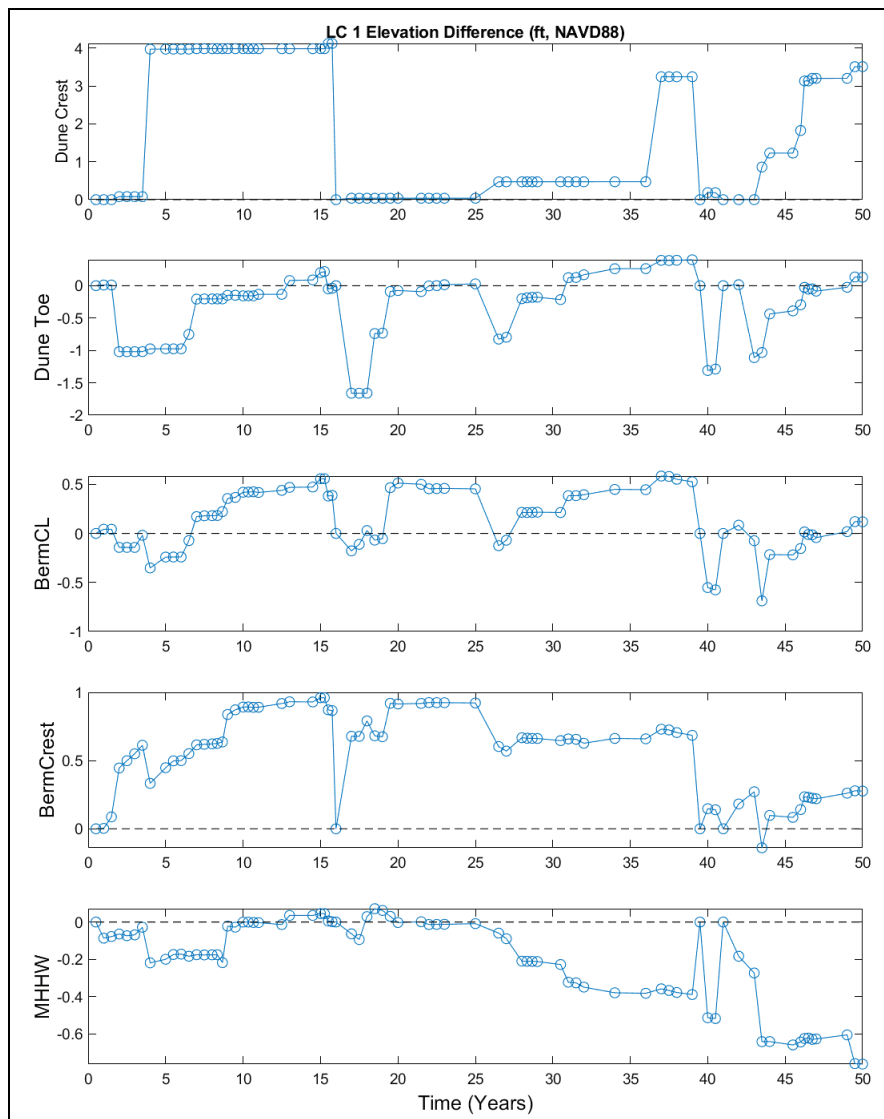 LC 1 Elevation Difference (ft, NAVD88)
Dune Crest
4
3
2
1
0
0 5 10 15 20 25 30 35 40 45 50
Dune Toe
0
-0.5
-1
-1.5
-2
0 5 10 15 20 25 30 35 40 45 50
BermCL
0.5
0
-0.5
-1
0 5 10 15 20 25 30 35 40 45 50
BermCrest
1
0.5
0
0 5 10 15 20 25 30 35 40 45 50
MHHW
0
-0.2
-0.4
-0.6
0 5 10 15 20 25 30 35 40 45 50
Time (Years)